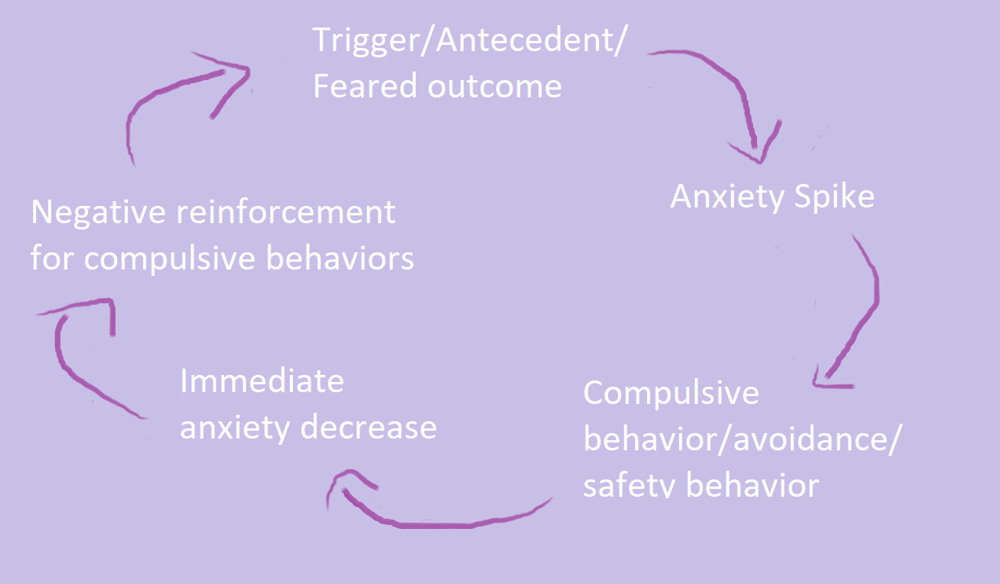 Trigger/Antecedent/
Feared outcome
Anxiety Spike
Compulsive
behavior/avoidance/
safety behavior
Immediate
anxiety decrease
Negative reinforcement
for compulsive behaviors